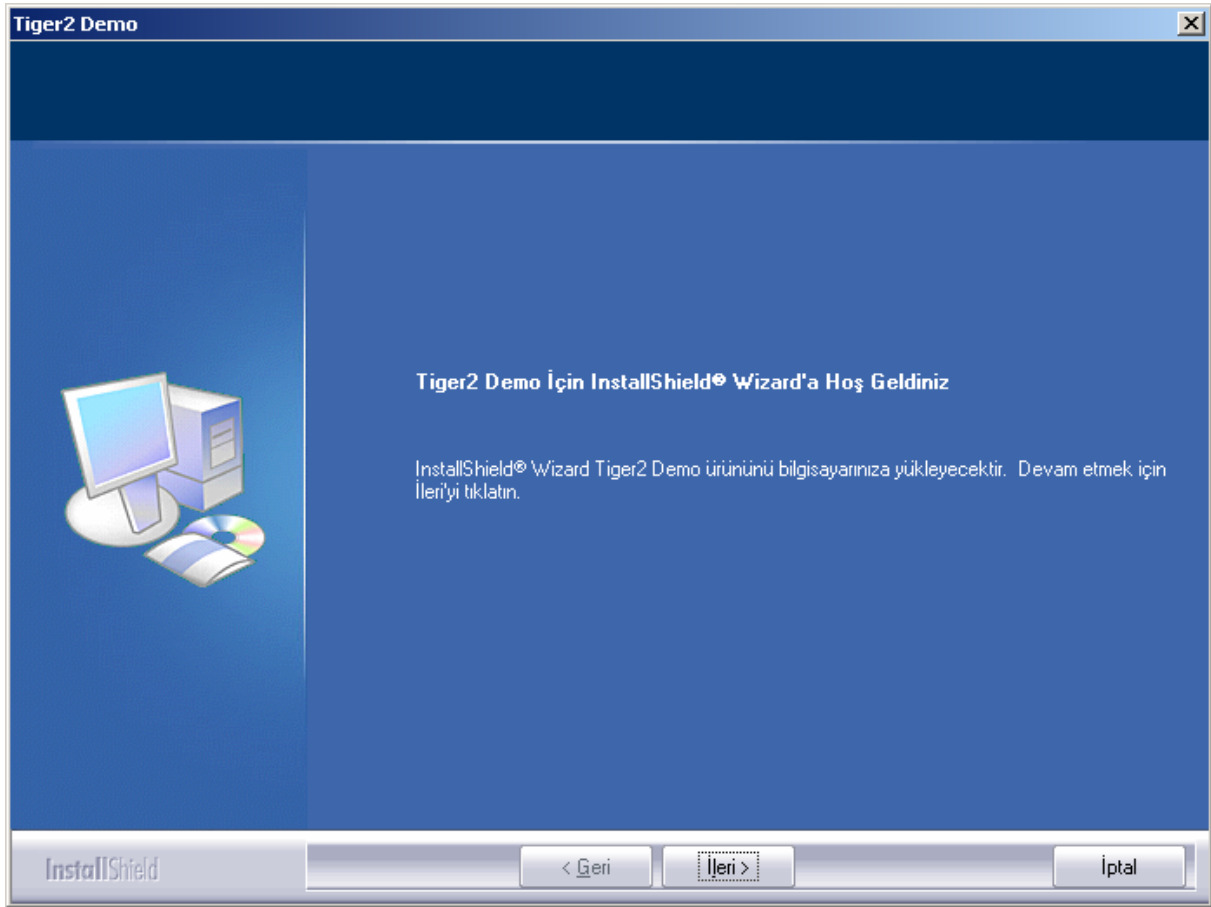 Tiger2 Demo
Tiger2 Demo İçin InstallShield® Wizard'a Hoş Geldiniz
InstallShield® Wizard Tiger2 Demo ürününü bilgisayarınıza yükleyecektir.  Devam etmek için
İleri'yi tıklatın.
InstallShield
< Geri
İleri >
İptal